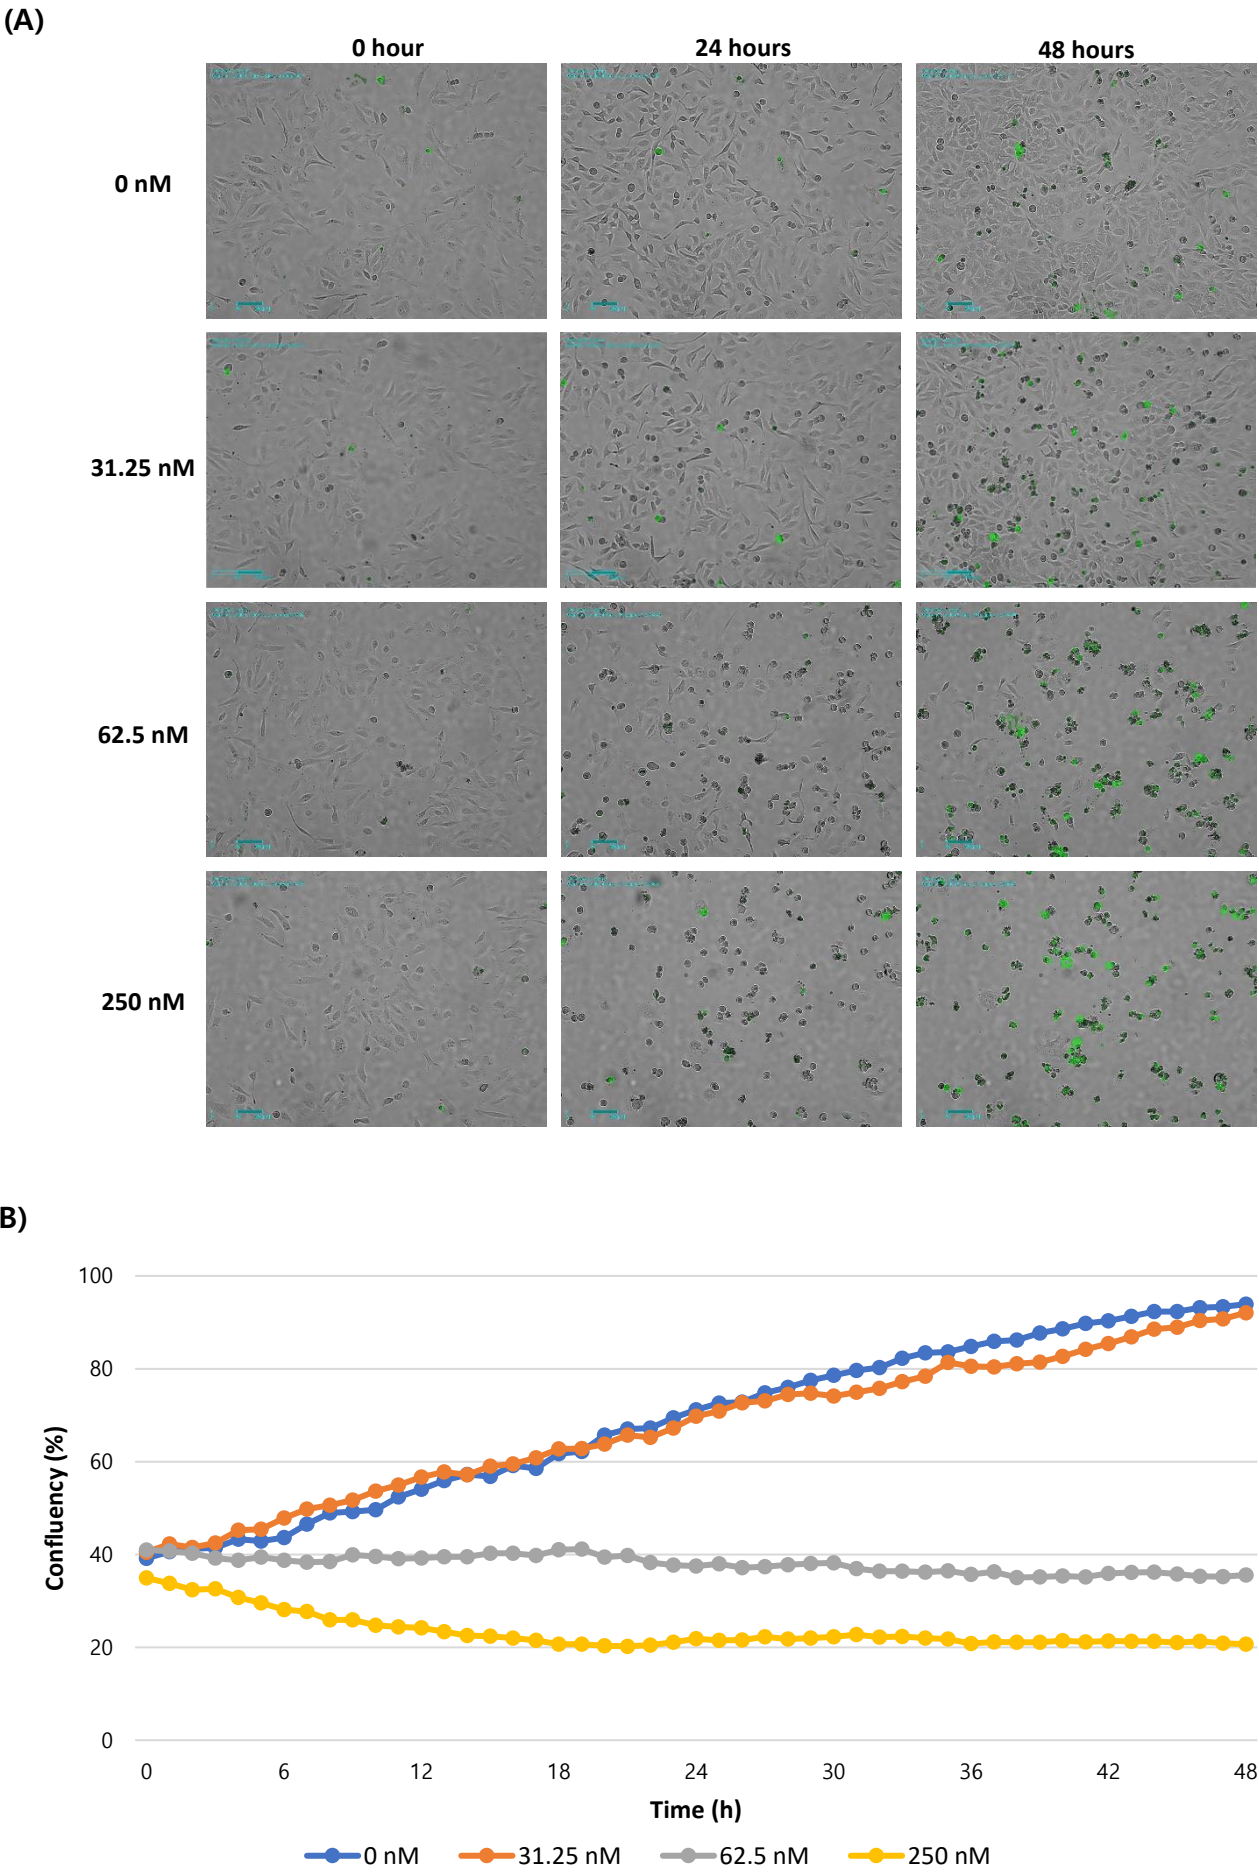 (A)
0 hour 24 hours 48 hours
0 nM
31.25 nM
62.5 nM
250 nM
B)
100
80
60
40
20
0
Confluency (%)
0 6 12 18 24 30 36 42 48
Time (h)
0 nM 31.25 nM 62.5 nM 250 nM